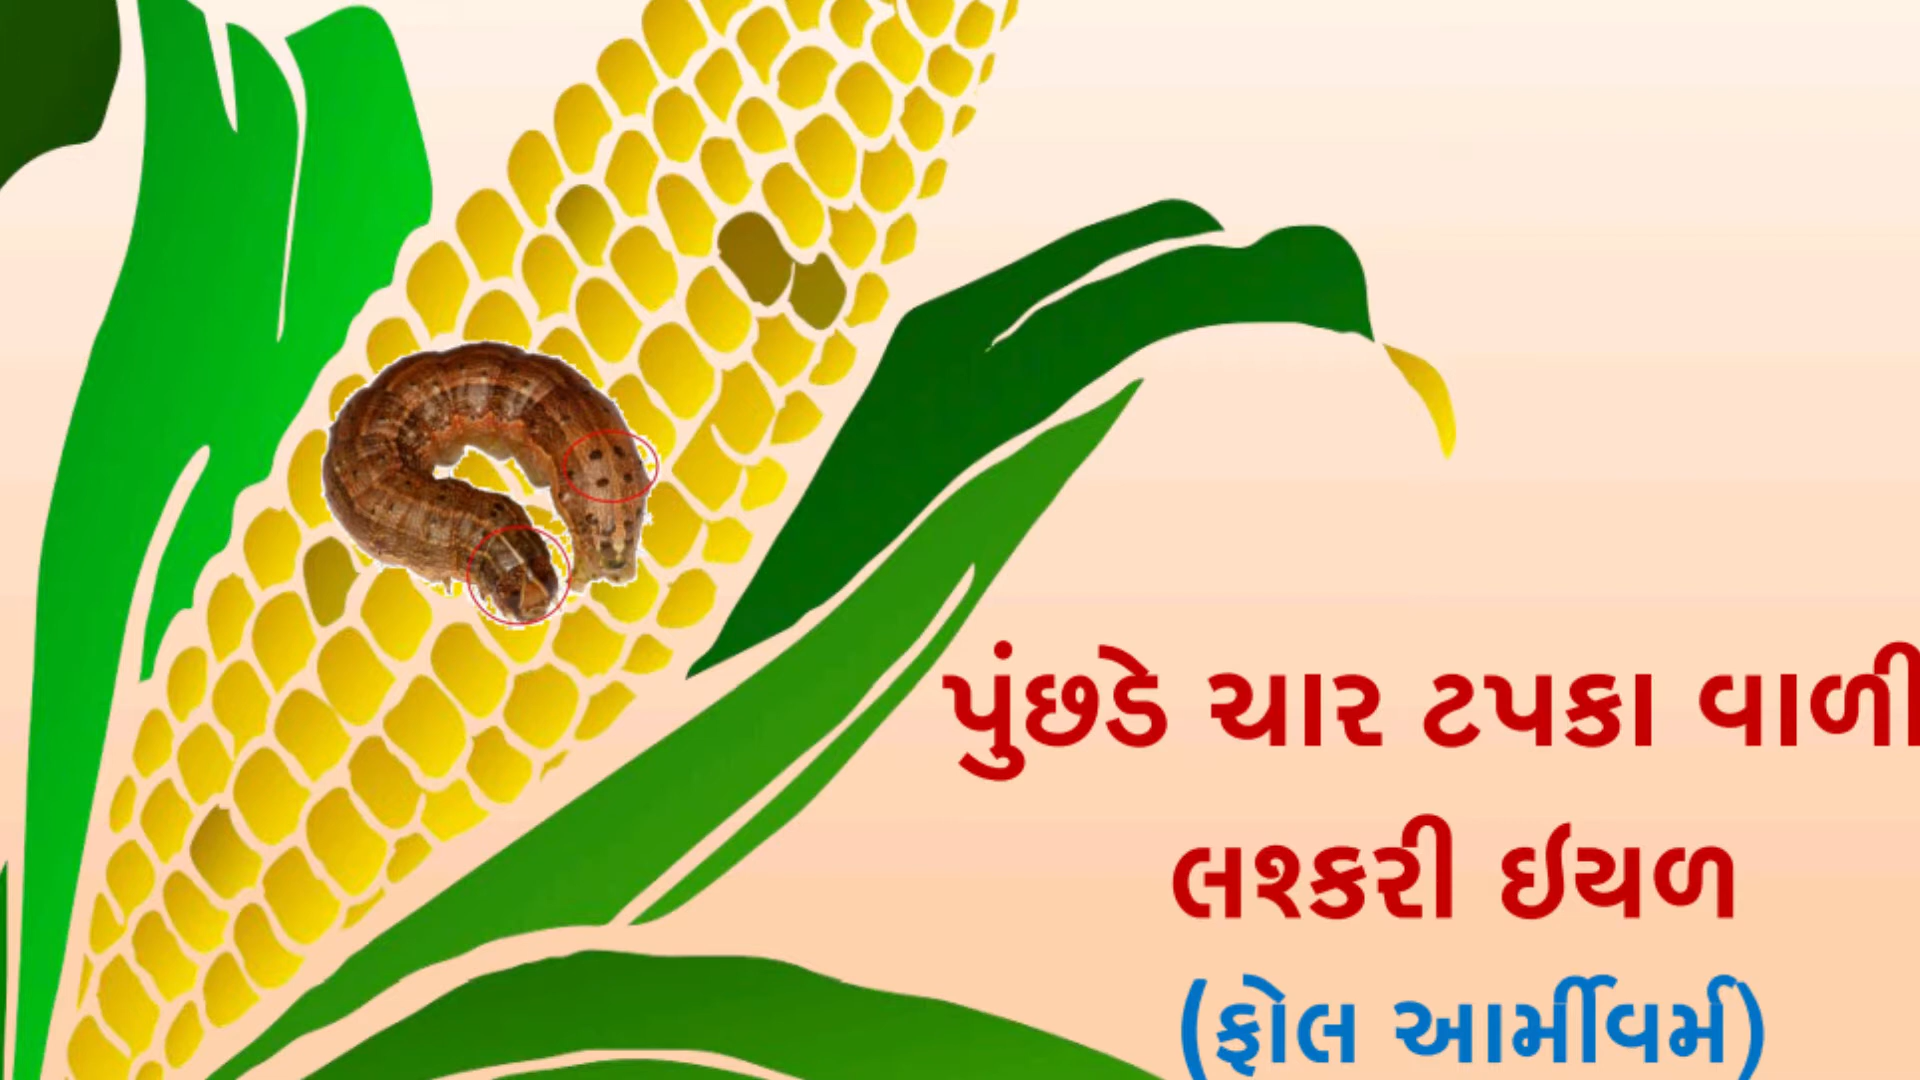 પુંછડે ચાર ટપકા વાળી
લશ્કરી ઈયળ
(ફોલ આર્મીવર્મ)